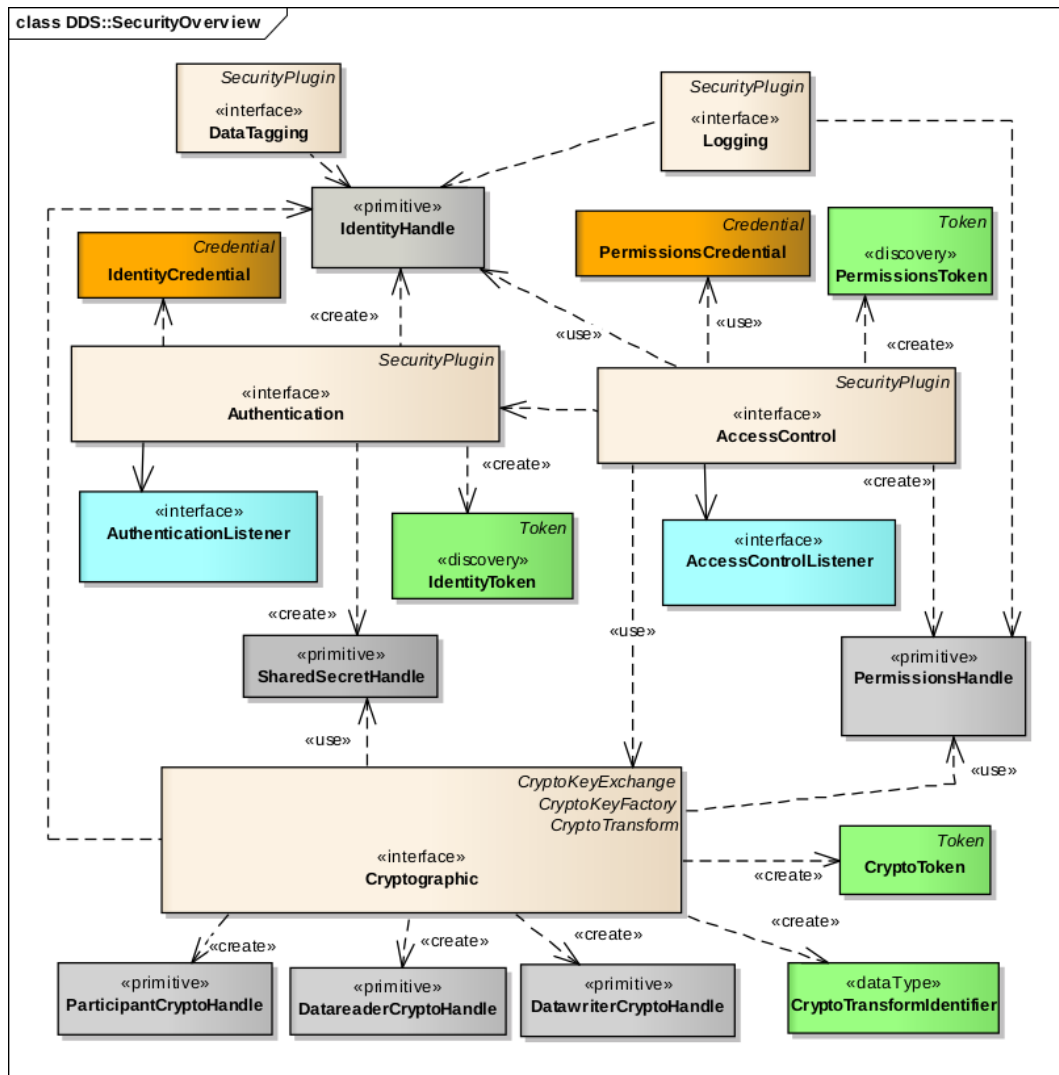 class DDS::SecurityOverview
SecurityPlugin
«interface»
DataTagging
SecurityPlugin
«interface»
Logging
«primitive»
IdentityHandle
Credential
IdentityCredential
Credential
PermissionsCredential
Token
«discovery»
PermissionsToken
«create»
«use»
«use»
«create»
SecurityPlugin
«interface»
Authentication
SecurityPlugin
«interface»
AccessControl
«create»
«create»
«interface»
AuthenticationListener
Token
«discovery»
IdentityToken
«interface»
AccessControlListener
«create»
«use»
«primitive»
SharedSecretHandle
«primitive»
PermissionsHandle
«use»
«use»
CryptoKeyExchange
CryptoKeyFactory
CryptoTransform
«interface»
Cryptographic
Token
CryptoToken
«create»
«create»
«create»
«create»
«create»
«primitive»
ParticipantCryptoHandle
«primitive»
DatareaderCryptoHandle
«primitive»
DatawriterCryptoHandle
«dataType»
CryptoTransformIdentifier